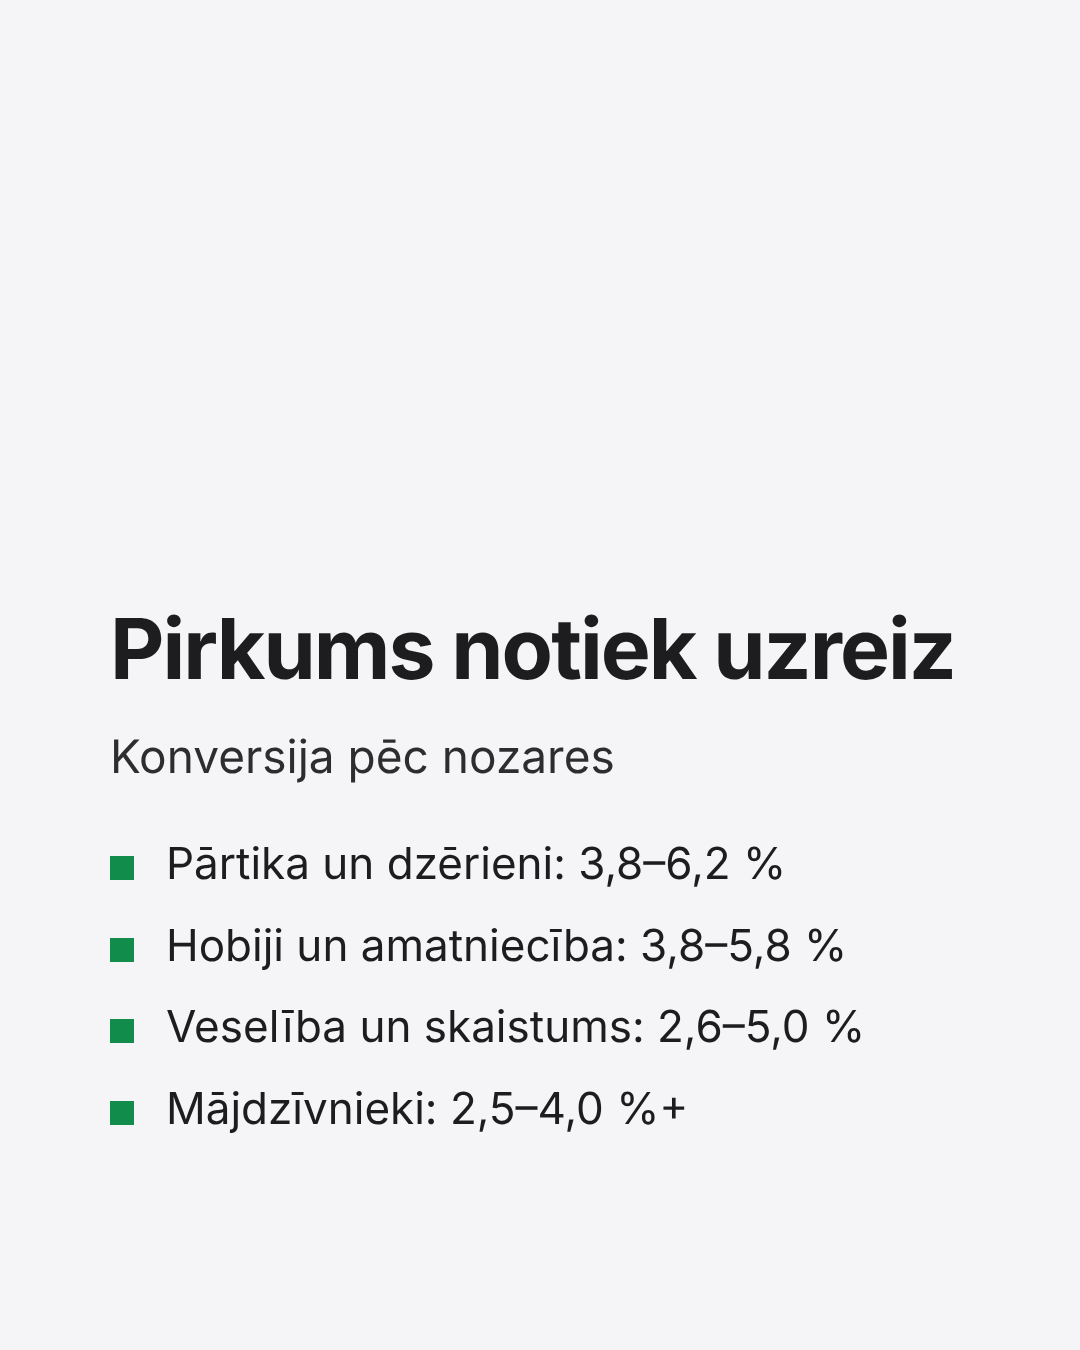 Pirkums notiek uzreiz
Konversija pēc nozares
Pārtika un dzērieni: 3,8–6,2 %
Hobiji un amatniecība: 3,8–5,8 %
Veselība un skaistums: 2,6–5,0 %
Mājdzīvnieki: 2,5–4,0 %+